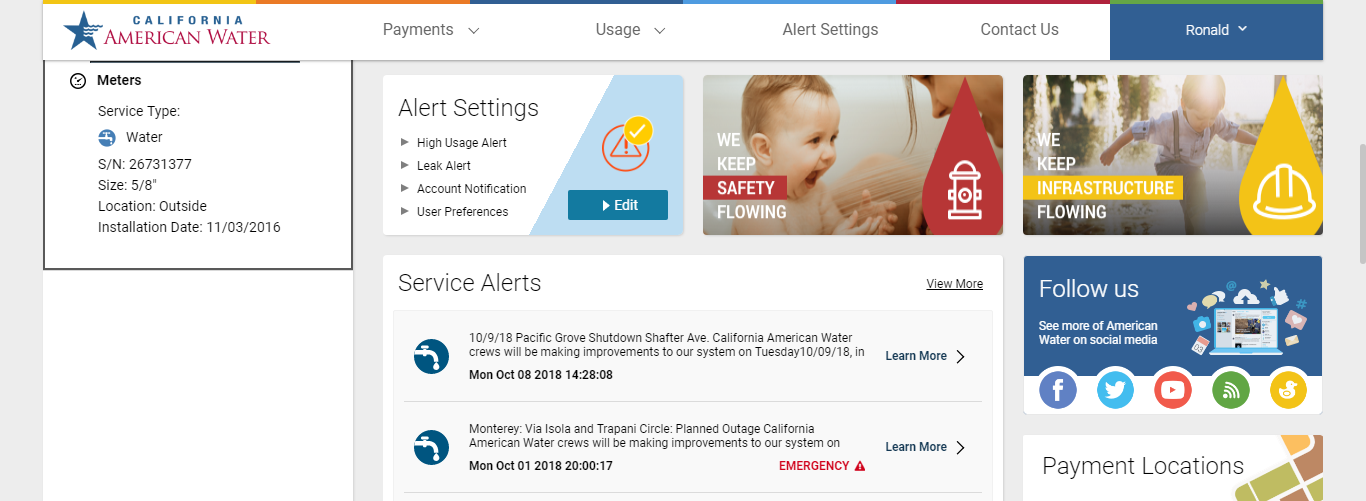 CALIFORNIA
AMERICAN WATER
Payments
Usage
Alert Settings
Contact Us
Ronald
Meters
Service Type:
Water
S/N: 26731377
Size: 5/8"
Location: Outside
Installation Date: 11/03/2016
Alert Settings
High Usage Alert
Leak Alert
Account Notification
User Preferences
Edit
WE
KEEP
SAFETY
FLOWING
WE
KEEP
INFRASTRUCTURE
FLOWING
Service Alerts
View More
10/9/18 Pacific Grove Shutdown Shafter Ave. California American Water
crews will be making improvements to our system on Tuesday10/09/18, in
Mon Oct 08 2018 14:28:08
Learn More
Monterey: Via Isola and Trapani Circle: Planned Outage California
American Water crews will be making improvements to our system on
Mon Oct 01 2018 20:00:17
EMERGENCY
Learn More
Follow us
See more of American
Water on social media
Payment Locations